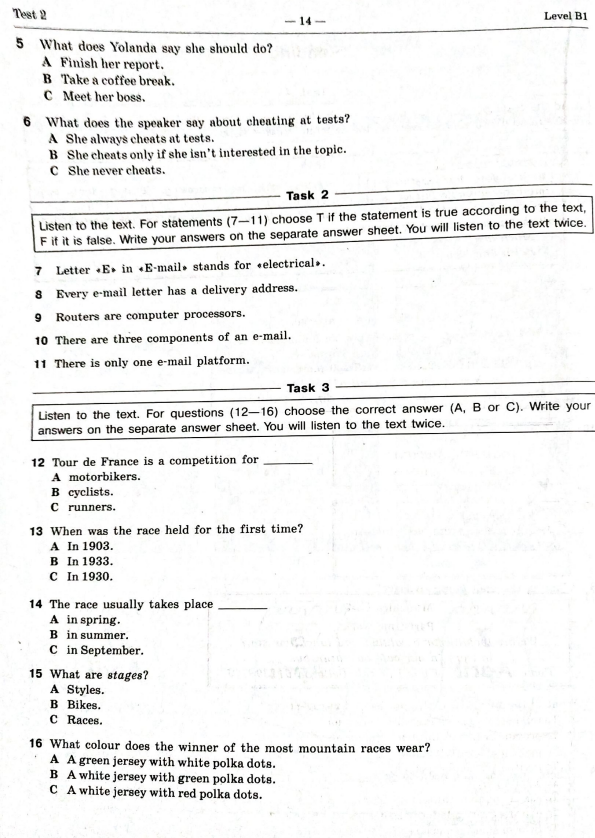 Test 2
— 14 —
Level B1
5 What does Yolanda say she should do?
A Finish her report.
B Take a coffee break.
C Meet her boss.
6 What does the speaker say about cheating at tests?
A She always cheats at tests.
B She cheats only if she isn't interested in the topic.
C She never cheats.
Task 2
Listen to the text. For statements (7—11) choose T if the statement is true according to the text,
F if it is false. Write your answers on the separate answer sheet. You will listen to the text twice.
7 Letter «E» in «E-mail» stands for «electrical».
8 Every e-mail letter has a delivery address.
9 Routers are computer processors.
10 There are three components of an e-mail.
11 There is only one e-mail platform.
Task 3
Listen to the text. For questions (12—16) choose the correct answer (A, B or C). Write your
answers on the separate answer sheet. You will listen to the text twice.
12 Tour de France is a competition for ________
A motorbikers.
B cyclists.
C runners.
13 When was the race held for the first time?
A In 1903.
B In 1933.
C In 1930.
14 The race usually takes place ________
A in spring.
B in summer.
C in September.
15 What are stages?
A Styles.
B Bikes.
C Races.
16 What colour does the winner of the most mountain races wear?
A A green jersey with white polka dots.
B A white jersey with green polka dots.
C A white jersey with red polka dots.